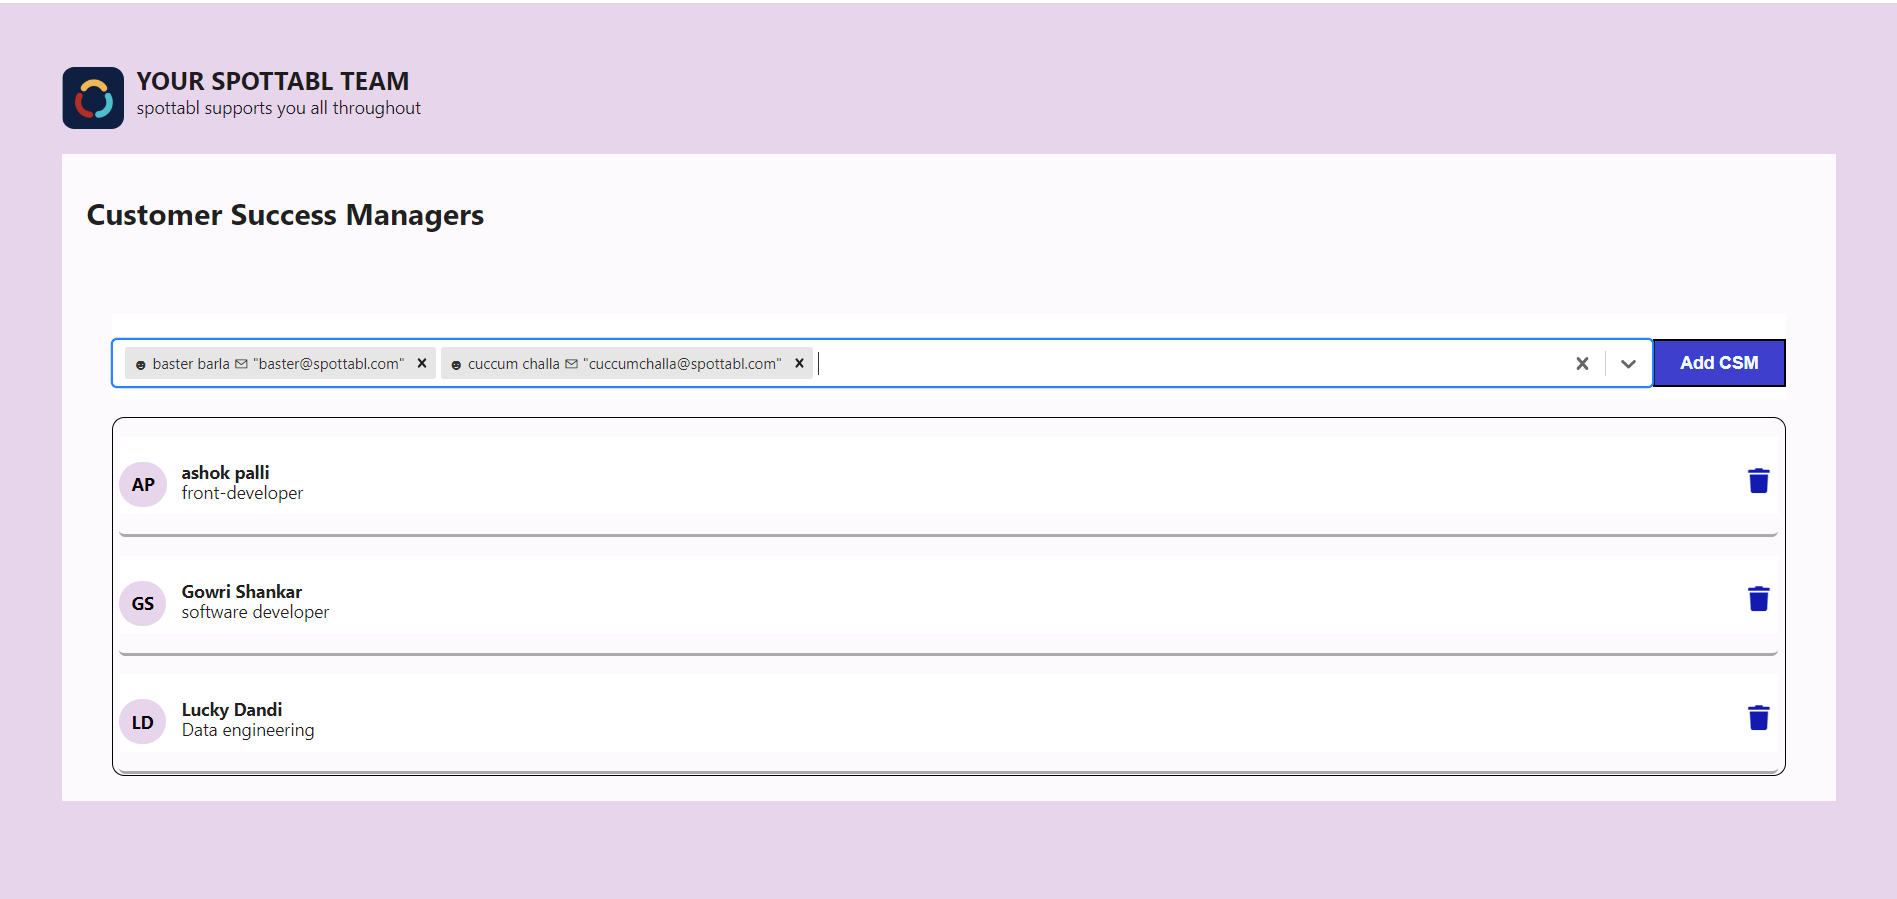 YOUR SPOTTABL TEAM
spottabl supports you all throughout
Customer Success Managers
baster barla "baster@spottabl.com" cuccum challa "cuccumchalla@spottabl.com" Add CSM
AP
ashok palli
front-developer
GS
Gowri Shankar
software developer
LD
Lucky Dandi
Data engineering